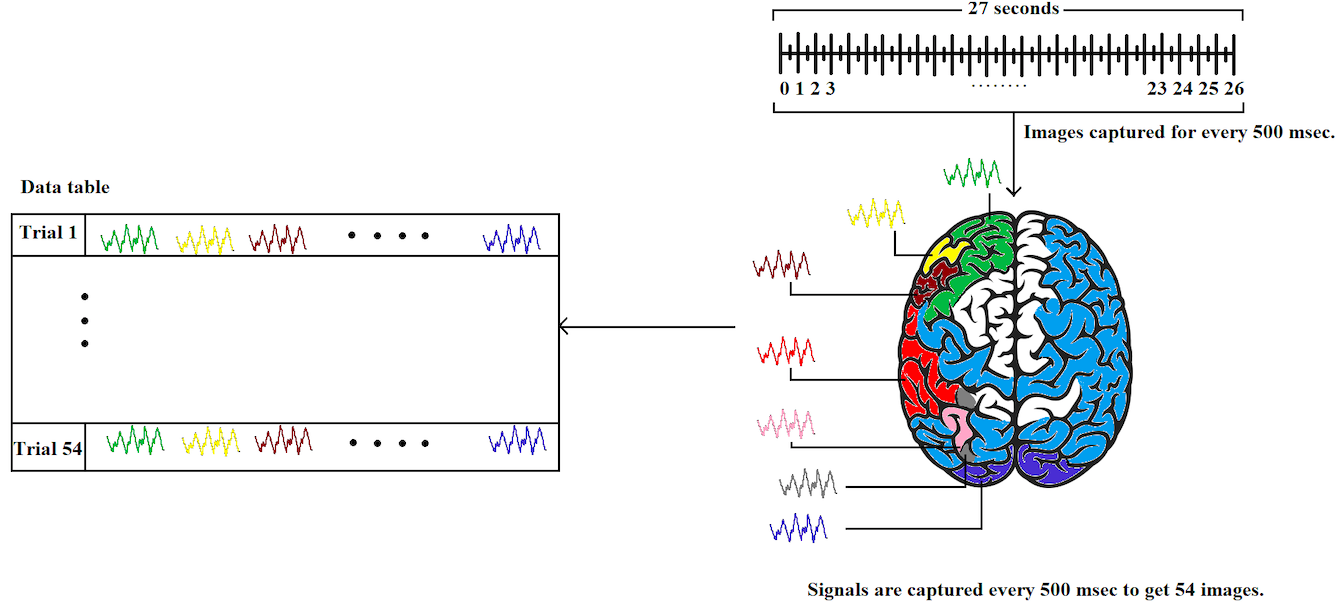 27 seconds
0 1 2 3 ........ 23 24 25 26
Images captured for every 500 msec.
Data table
Trial 1
Trial 54
Signals are captured every 500 msec to get 54 images.